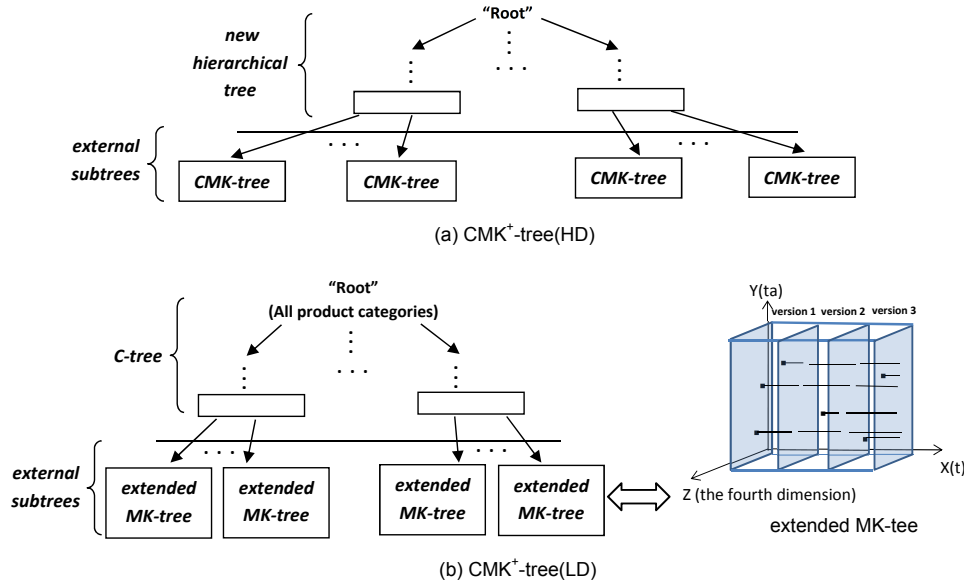 "Root"
new
hierarchical
tree
. . .
external
subtrees
. . .
. . .
CMK-tree
CMK-tree
CMK-tree
CMK-tree
(a) CMK⁺-tree(HD)
"Root"
(All product categories)
C-tree
. . .
external
subtrees
. . .
. . .
extended
MK-tree
extended
MK-tree
extended
MK-tree
extended
MK-tree
Y(ta)
version 1 version 2 version 3
X(t)
Z (the fourth dimension)
extended MK-tee
(b) CMK⁺-tree(LD)